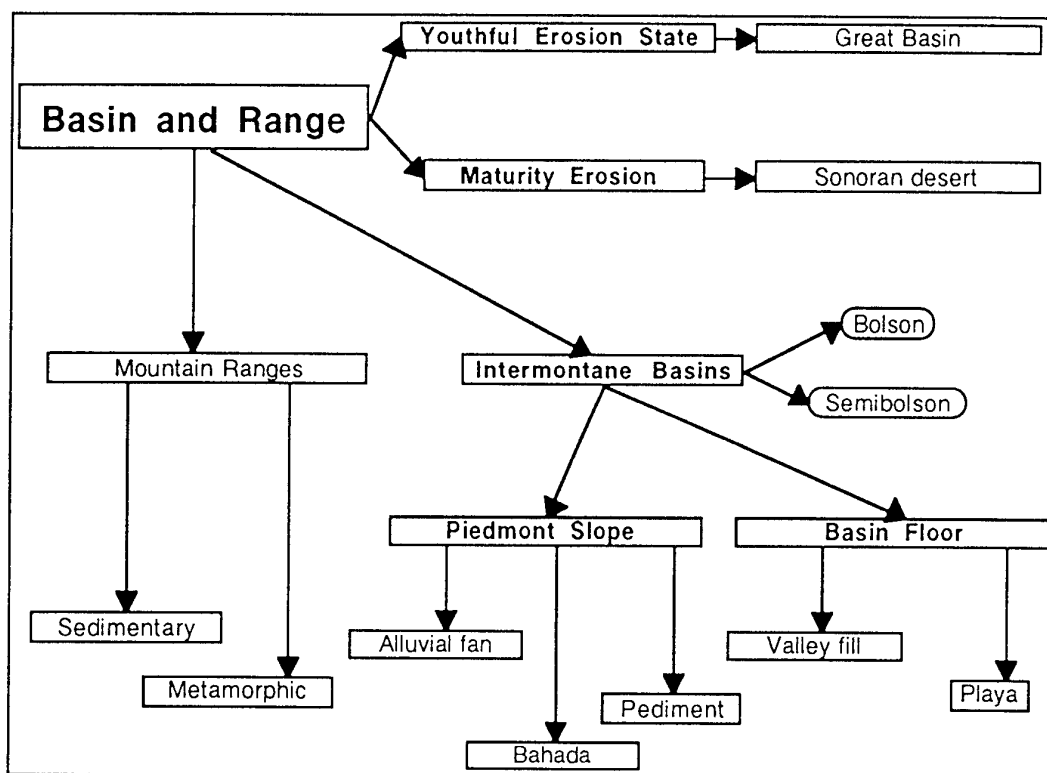 Youthful Erosion State
Great Basin
Basin and Range
Maturity Erosion
Sonoran desert
Bolson
Mountain Ranges
Intermontane Basins
Semibolson
Piedmont Slope
Basin Floor
Sedimentary
Alluvial fan
Valley fill
Metamorphic
Pediment
Playa
Bahada